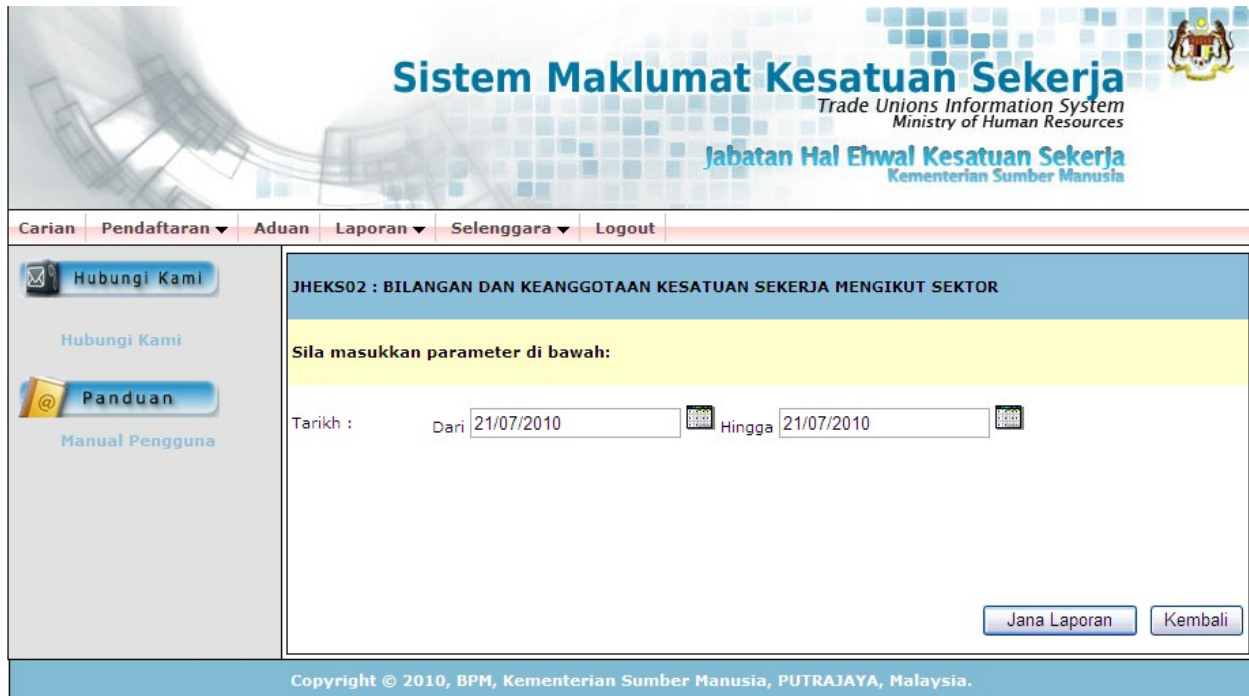 Sistem Maklumat Kesatuan Sekerja
Trade Unions Information System
Ministry of Human Resources
Jabatan Hal Ehwal Kesatuan Sekerja
Kementerian Sumber Manusia
Carian Pendaftaran Aduan Laporan Selenggara Logout
Hubungi Kami
Hubungi Kami
Panduan
Manual Pengguna
JHEKS02 : BILANGAN DAN KEANGGOTAAN KESATUAN SEKERJA MENGIKUT SEKTOR
Sila masukkan parameter di bawah:
Tarikh : Dari 21/07/2010 Hingga 21/07/2010
Jana Laporan Kembali
Copyright © 2010, BPM, Kementerian Sumber Manusia, PUTRAJAYA, Malaysia.